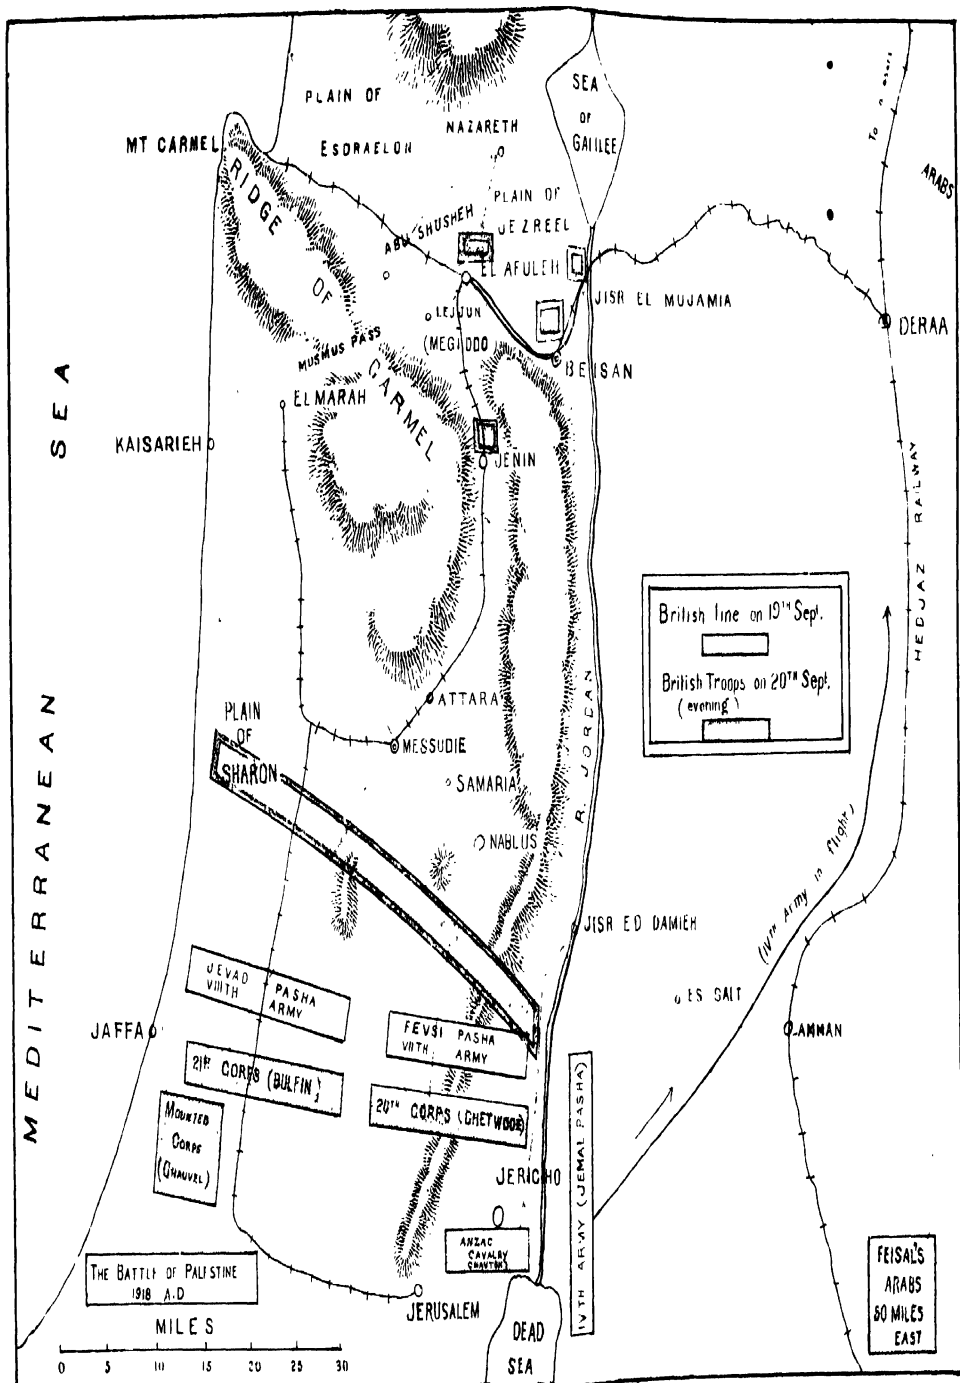 PLAIN OF
ESDRAELON
NAZARETH
SEA
OF
GALILEE
MT CARMEL
RIDGE
OF
CARMEL
ABU SHUSHEH
PLAIN OF
JEZREEL
EL AFULEH
ARABS
JISR EL MUJAMIA
LEJJUN
(MEGIDDO
MUSMUS PASS
BEISAN
DERAA
EL MARAH
KAISARIEH
JENIN
MEDITERRANEAN SEA
HEDJAZ RAILWAY
British line on 19TH Sept.
British Troops on 20TH Sept.
(evening)
R. JORDAN
ATTARA
MESSUDIE
PLAIN
OF
SHARON
SAMARIA
NABLUS
(IVTH Army in flight)
JISR ED DAMIEH
ES SALT
AMMAN
JEVAD PASHA
VIIITH ARMY
FEVSI PASHA
VIITH ARMY
JAFFA
21ST CORPS (BULFIN)
20TH CORPS (CHETWODE)
MOUNTED
CORPS
(CHAUVEL)
JERICHO
IVTH ARMY (JEMAL PASHA)
ANZAC
CAVALRY
JERUSALEM
DEAD
SEA
FEISAL'S
ARABS
50 MILES
EAST
THE BATTLE OF PALESTINE
1918 A.D
MILES
0 5 10 15 20 25 30